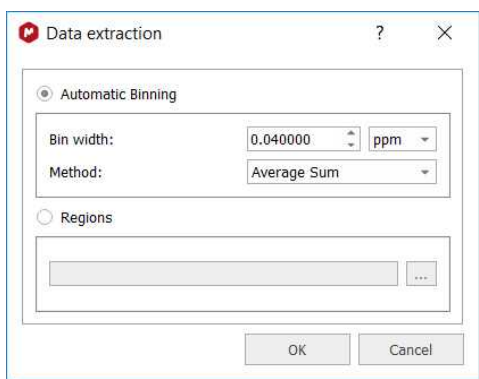 Data extraction ? X
Automatic Binning
Bin width: 0.040000 ppm
Method: Average Sum
Regions
...
OK Cancel